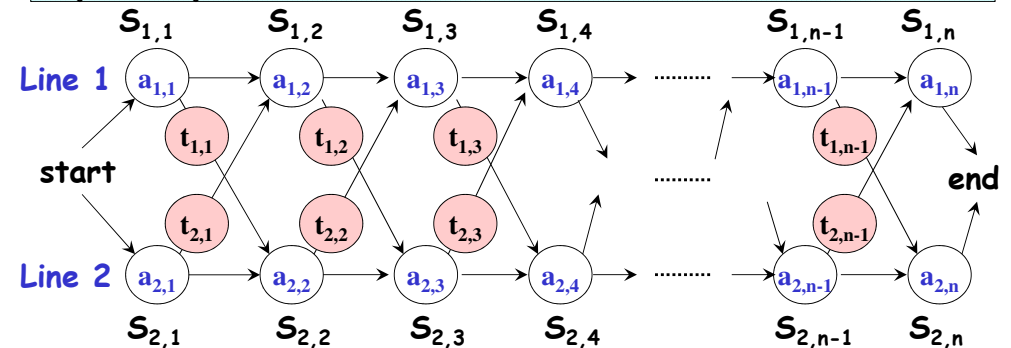 S1,1 S1,2 S1,3 S1,4 S1,n-1 S1,n
Line 1 a1,1 a1,2 a1,3 a1,4 .......... a1,n-1 a1,n
t1,1 t1,2 t1,3 t1,n-1
start .......... end
t2,1 t2,2 t2,3 t2,n-1
Line 2 a2,1 a2,2 a2,3 a2,4 .......... a2,n-1 a2,n
S2,1 S2,2 S2,3 S2,4 S2,n-1 S2,n